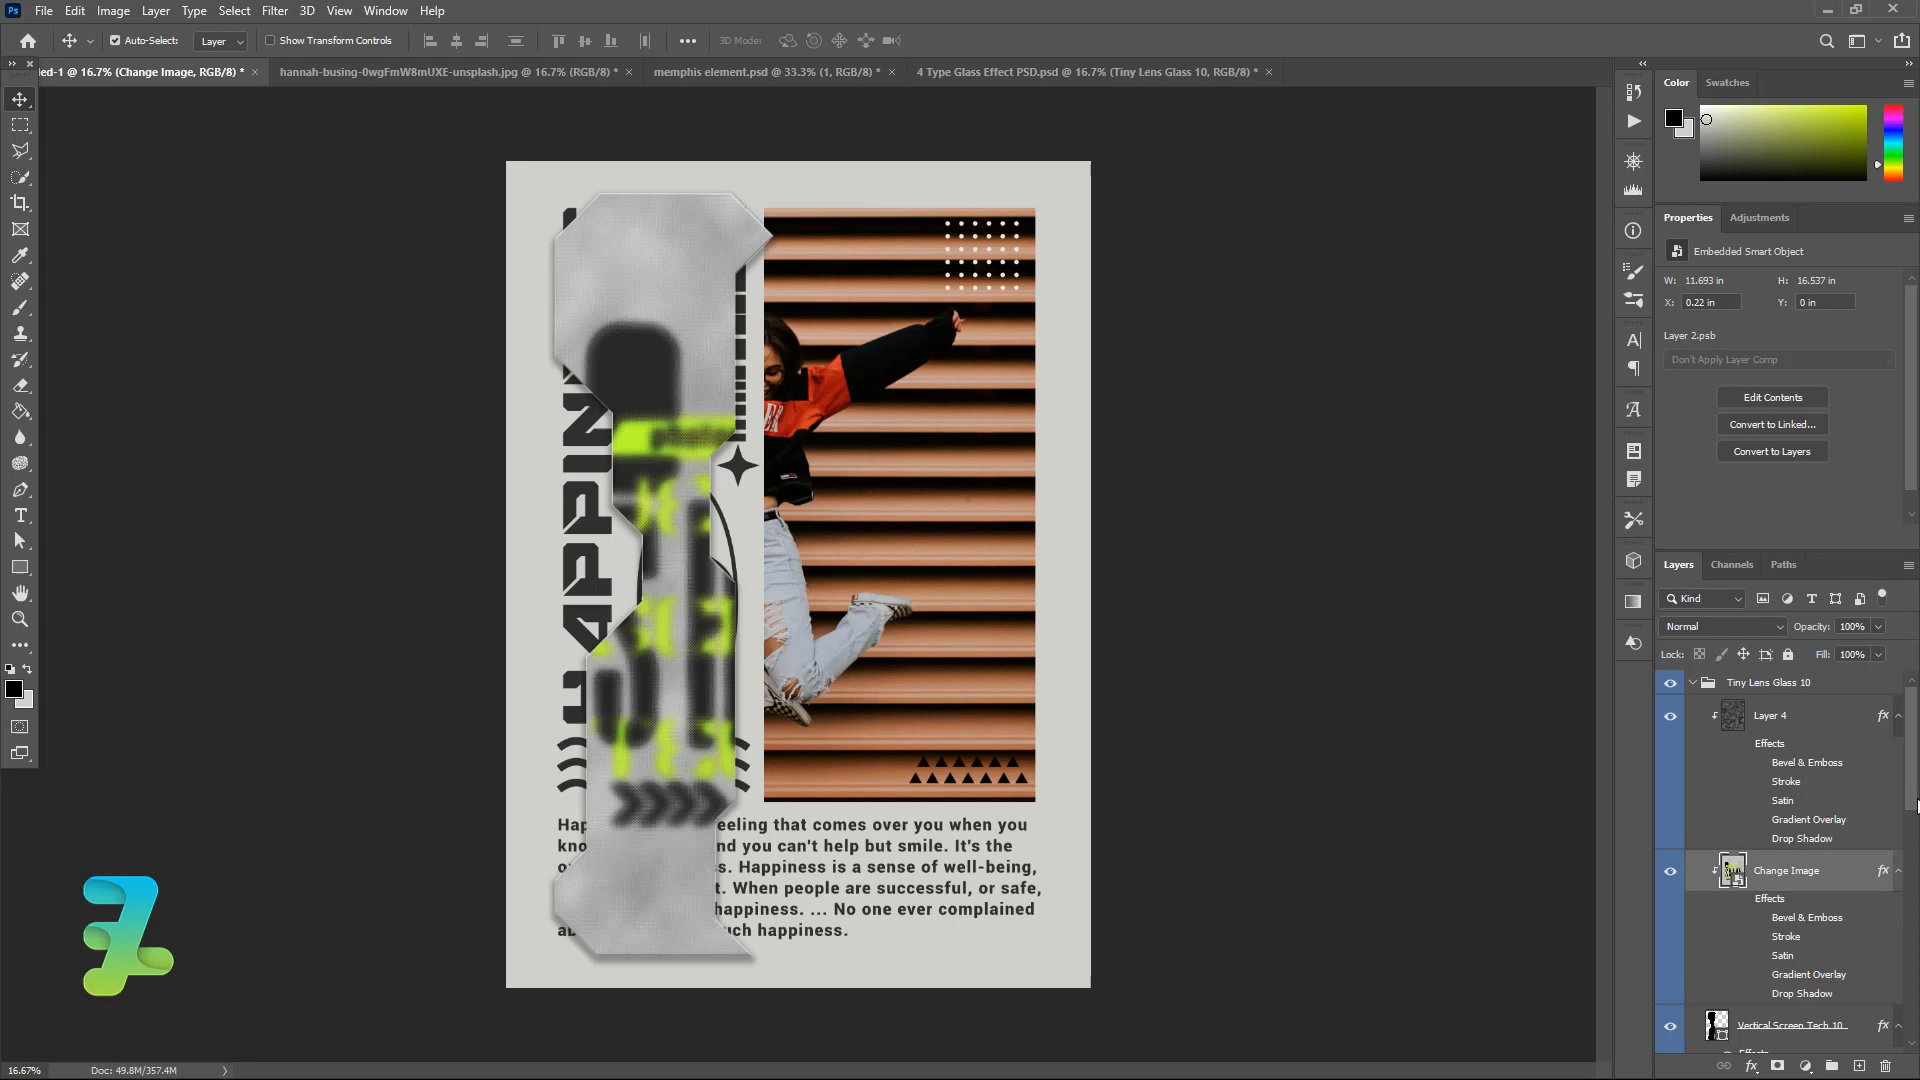 Ps File Edit Image Layer Type Select Filter 3D View Window Help
Auto-Select: Layer Show Transform Controls 3D Mode:
ed-1 @ 16.7% (Change Image, RGB/8) * hannah-busing-0wgFmW8mUXE-unsplash.jpg @ 16.7% (RGB/8) * memphis element.psd @ 33.3% (1, RGB/8) * 4 Type Glass Effect PSD.psd @ 16.7% (Tiny Lens Glass 10, RGB/8) *
Color Swatches
Properties Adjustments
Embedded Smart Object
W: 11.693 in H: 16.537 in
X: 0.22 in Y: 0 in
Layer 2.psb
Don't Apply Layer Comp
Edit Contents
Convert to Linked...
Convert to Layers
Layers Channels Paths
Kind
Normal Opacity: 100%
Lock: Fill: 100%
Tiny Lens Glass 10
Layer 4 fx
Effects
Bevel & Emboss
Stroke
Satin
Gradient Overlay
Drop Shadow
Change Image fx
Effects
Bevel & Emboss
Stroke
Satin
Gradient Overlay
Drop Shadow
Vertical Screen Tech 10 fx
Effects
H4PPIN
Hap eeling that comes over you when you
kno nd you can't help but smile. It's the
o s. Happiness is a sense of well-being,
t. When people are successful, or safe,
happiness. ... No one ever complained
ab uch happiness.
16.67% Doc: 49.8M/357.4M